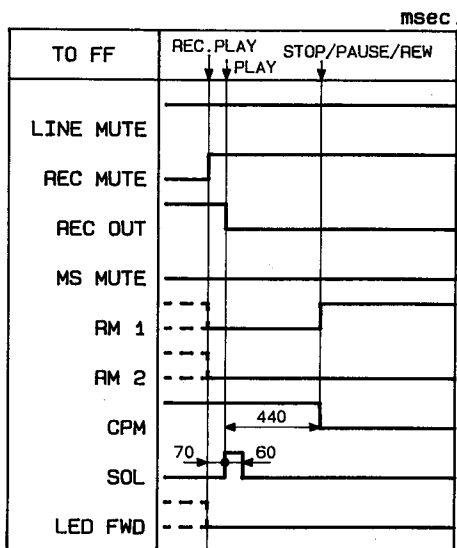 msec.
TO FF
REC.PLAY
PLAY
STOP/PAUSE/REW
LINE MUTE
REC MUTE
REC OUT
MS MUTE
RM 1
RM 2
CPM
440
70
60
SOL
LED FWD